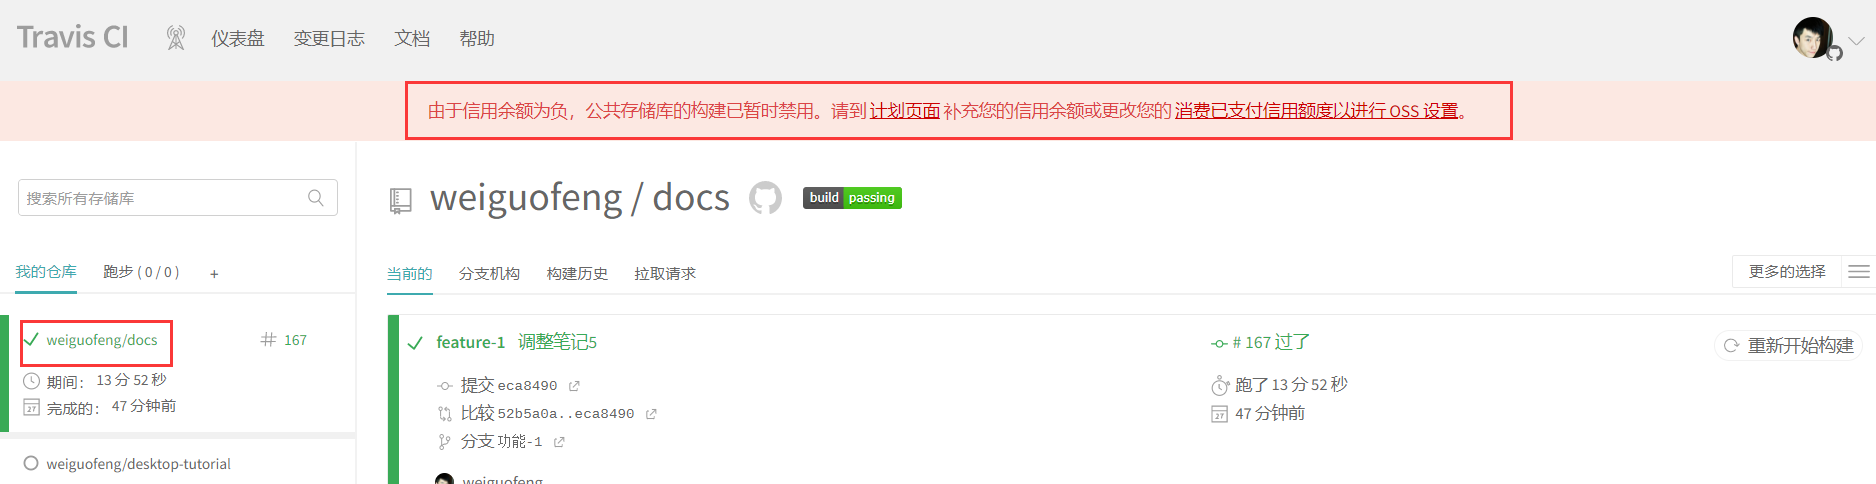 Travis CI 仪表盘 变更日志 文档 帮助
由于信用余额为负，公共存储库的构建已暂时禁用。请到 计划页面 补充您的信用余额或更改您的 消费已支付信用额度以进行 OSS 设置。
搜索所有存储库
weiguofeng / docs build passing
我的仓库 跑步 ( 0 / 0 ) +
当前的 分支机构 构建历史 拉取请求 更多的选择
weiguofeng/docs # 167
期间： 13 分 52 秒
完成的： 47 分钟前
weiguofeng/desktop-tutorial
feature-1 调整笔记5
提交 eca8490
比较 52b5a0a..eca8490
分支 功能-1
weiguofeng
# 167 过了
跑了 13 分 52 秒
47 分钟前
重新开始构建